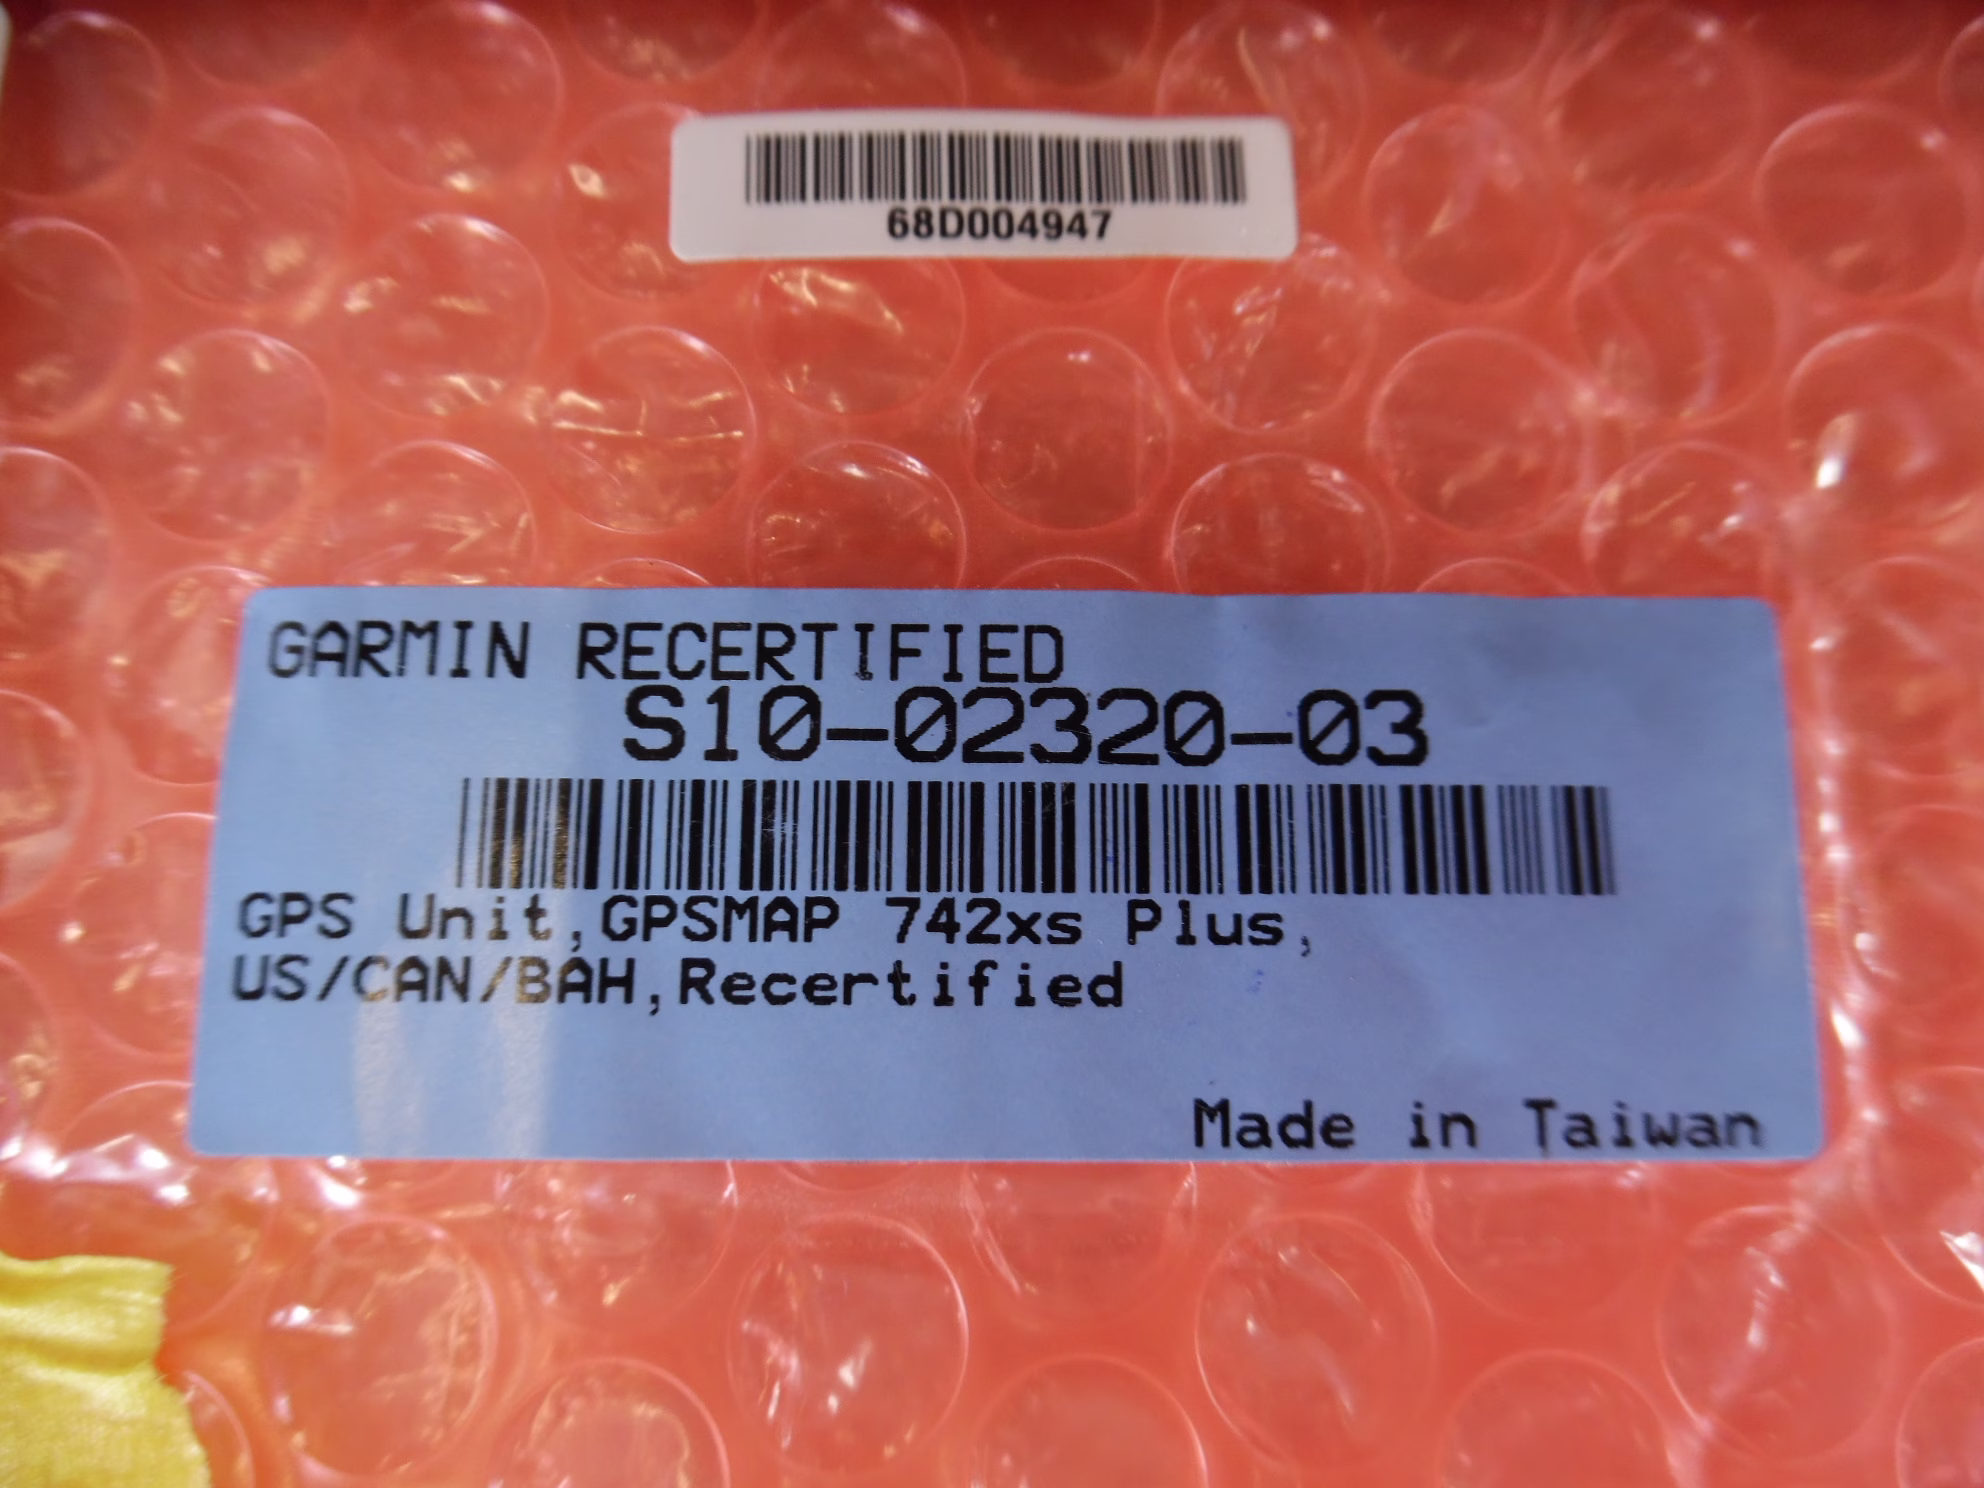 68D004947
GARMIN RECERTIFIED
S10-02320-03
GPS Unit,GPSMAP 742xs Plus,
US/CAN/BAH,Recertified
Made in Taiwan